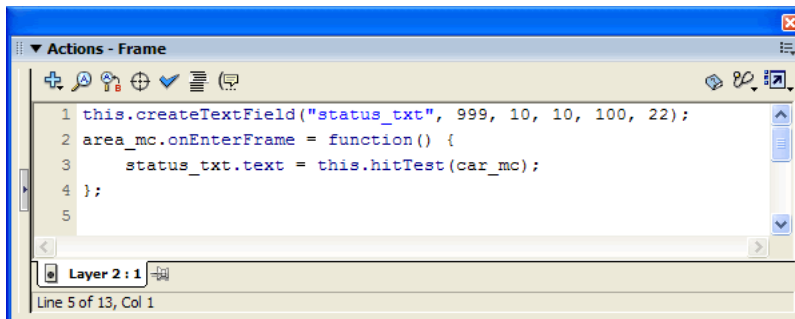 Actions - Frame
1 this.createTextField("status_txt", 999, 10, 10, 100, 22);
2 area_mc.onEnterFrame = function() {
3     status_txt.text = this.hitTest(car_mc);
4 };
5
Layer 2 : 1
Line 5 of 13, Col 1